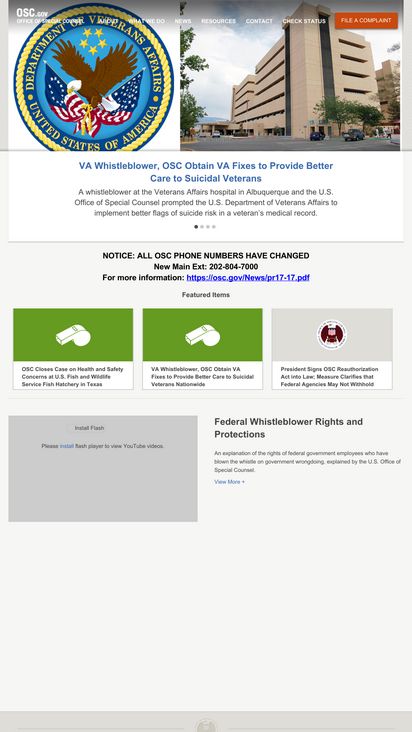 OSC.gov
OFFICE OF SPECIAL COUNSEL
ABOUT
WHAT WE DO
NEWS
RESOURCES
CONTACT
CHECK STATUS
FILE A COMPLAINT
DEPARTMENT OF VETERANS AFFAIRS
UNITED STATES OF AMERICA
VA Whistleblower, OSC Obtain VA Fixes to Provide Better
Care to Suicidal Veterans
A whistleblower at the Veterans Affairs hospital in Albuquerque and the U.S.
Office of Special Counsel prompted the U.S. Department of Veterans Affairs to
implement better flags of suicide risk in a veteran's medical record.
NOTICE: ALL OSC PHONE NUMBERS HAVE CHANGED
New Main Ext: 202-804-7000
For more information: https://osc.gov/News/pr17-17.pdf
Featured Items
OSC Closes Case on Health and Safety
Concerns at U.S. Fish and Wildlife
Service Fish Hatchery in Texas
VA Whistleblower, OSC Obtain VA
Fixes to Provide Better Care to Suicidal
Veterans Nationwide
President Signs OSC Reauthorization
Act into Law; Measure Clarifies that
Federal Agencies May Not Withhold
Install Flash
Please install flash player to view YouTube videos.
Federal Whistleblower Rights and
Protections
An explanation of the rights of federal government employees who have
blown the whistle on government wrongdoing, explained by the U.S. Office of
Special Counsel.
View More +